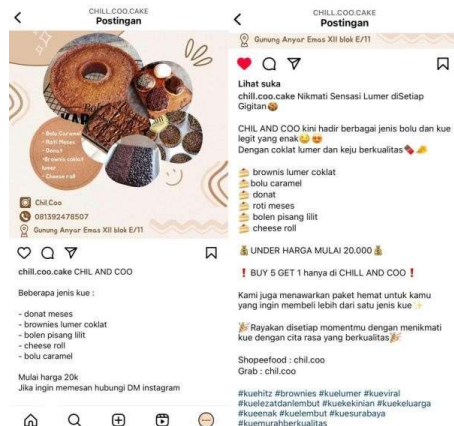 CHILL.COO.CAKE
Postingan
- Bolu Caramel
- Roti Meses
- Donut
-Brownis coklat
lumer
- Cheese roll
Chil.Coo
081392478507
Gunung Anyar Emas XII blok E/11
chill.coo.cake CHIL AND COO
Beberapa jenis kue :
- donat meses
- brownies lumer coklat
- bolen pisang lilit
- cheese roll
- bolu caramel
Mulai harga 20k
Jika ingin memesan hubungi DM instagram
CHILL.COO.CAKE
Postingan
Gunung Anyar Emas XII blok E/11
Lihat suka
chill.coo.cake Nikmati Sensasi Lumer diSetiap
Gigitan
CHIL AND COO kini hadir berbagai jenis bolu dan kue
legit yang enak
Dengan coklat lumer dan keju berkualitas
brownis lumer coklat
bolu caramel
donat
roti meses
bolen pisang lilit
cheese roll
UNDER HARGA MULAI 20.000
❗ BUY 5 GET 1 hanya di CHILL AND COO ❗
Kami juga menawarkan paket hemat untuk kamu
yang ingin membeli lebih dari satu jenis kue
Rayakan disetiap momentmu dengan menikmati
kue dengan cita rasa yang berkualitas
Shopeefood : chil.coo
Grab : chil.coo
#kuehitz #brownies #kuelumer #kueviral
#kuelezatdanlembut #kuekekinian #kuekeluarga
#kueenak #kuelembut #kuesurabaya
#kuemurahberkualitas